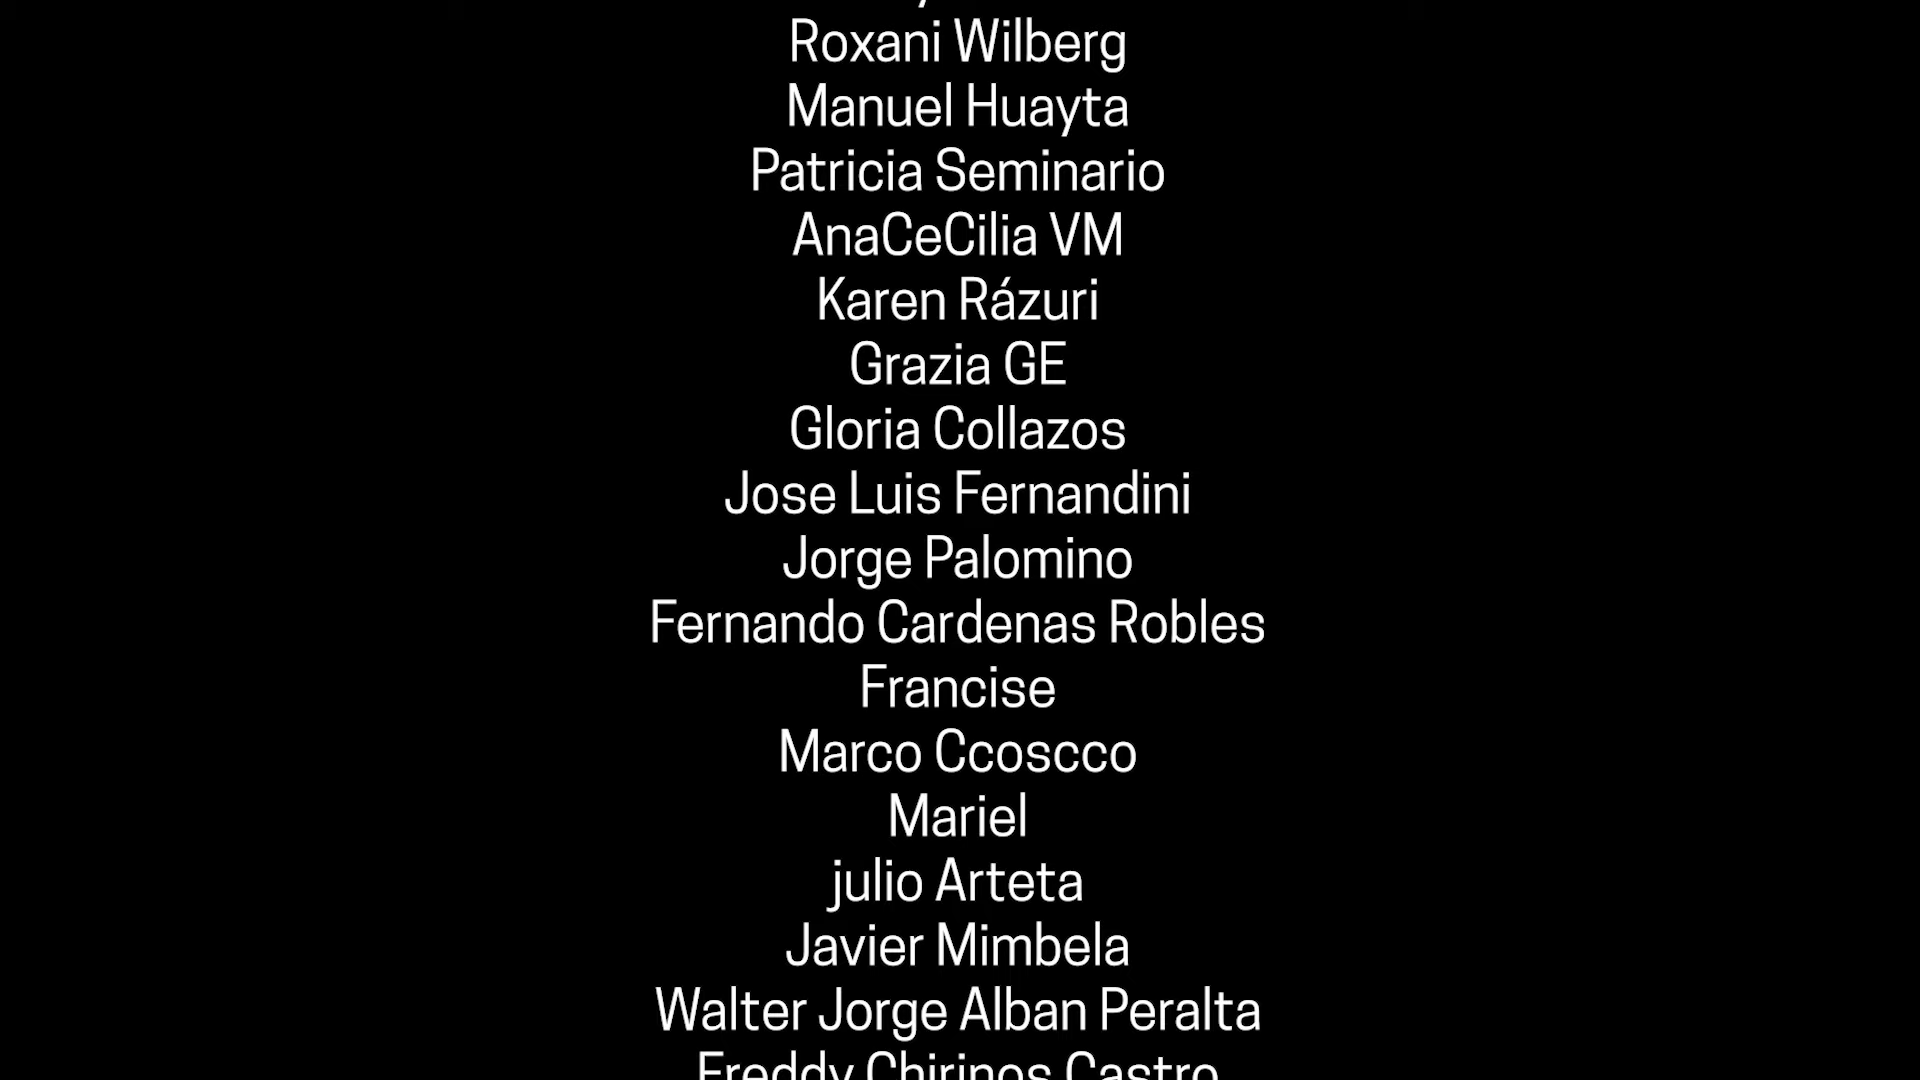 Roxani Wilberg
Manuel Huayta
Patricia Seminario
AnaCeCilia VM
Karen Rázuri
Grazia GE
Gloria Collazos
Jose Luis Fernandini
Jorge Palomino
Fernando Cardenas Robles
Francise
Marco Ccoscco
Mariel
julio Arteta
Javier Mimbela
Walter Jorge Alban Peralta
Freddy Chirinos Castro